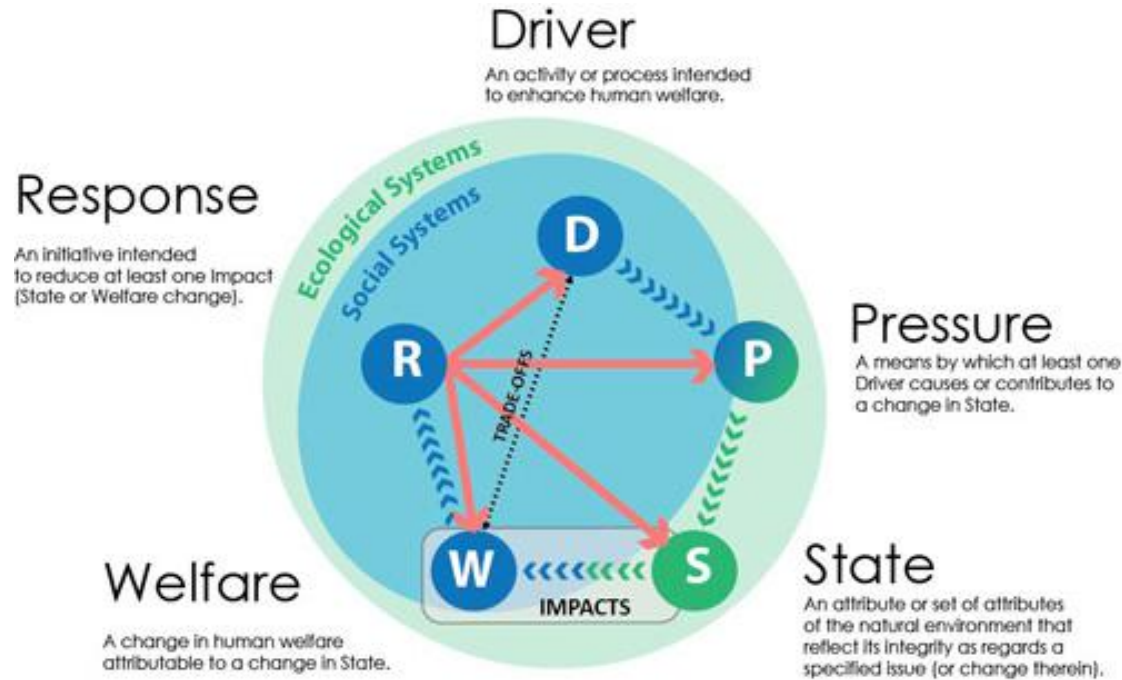 Driver
An activity or process intended
to enhance human welfare.
Ecological Systems
Social Systems
Response
An initiative intended
to reduce at least one Impact
(State or Welfare change).
D
R
P
TRADE-OFFS
Pressure
A means by which at least one
Driver causes or contributes to
a change in State.
W
S
IMPACTS
Welfare
A change in human welfare
attributable to a change in State.
State
An attribute or set of attributes
of the natural environment that
reflect its integrity as regards a
specified issue (or change therein).